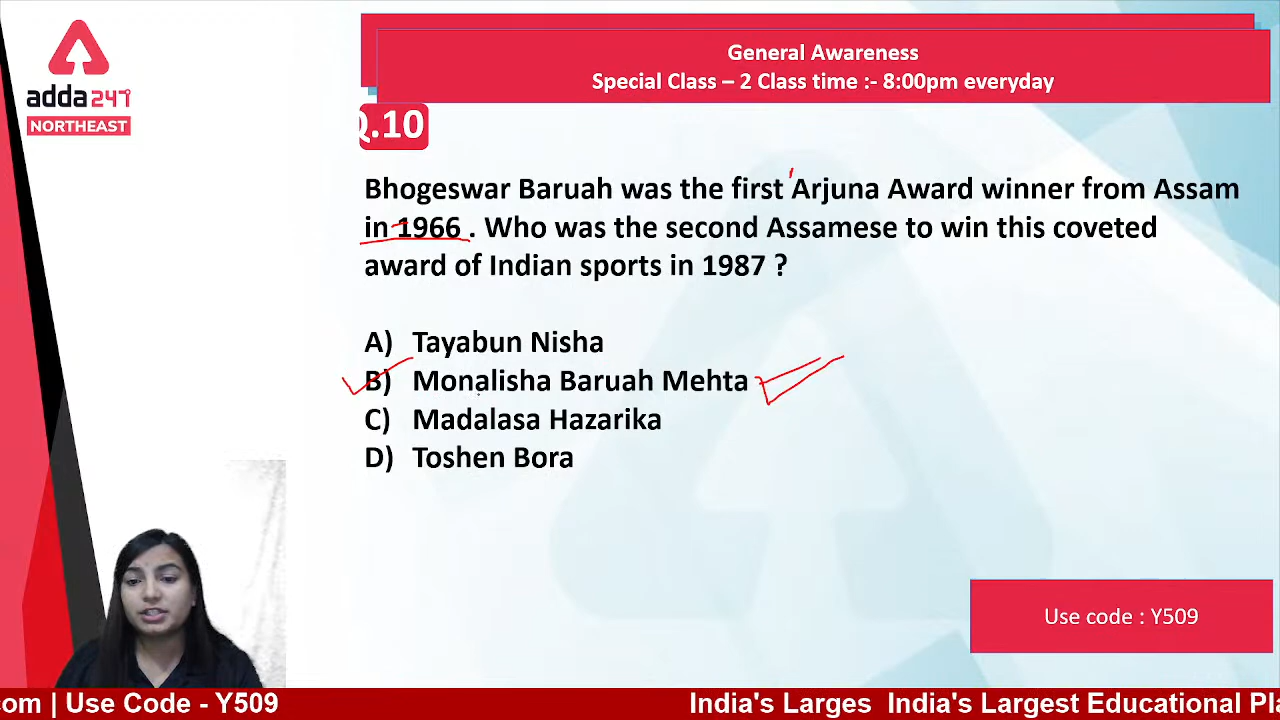 General Awareness
Special Class – 2 Class time :- 8:00pm everyday
adda247
NORTHEAST
Q.10
Bhogeswar Baruah was the first 'Arjuna Award winner from Assam
in 1966 . Who was the second Assamese to win this coveted
award of Indian sports in 1987 ?
A) Tayabun Nisha
B) Monalisha Baruah Mehta
C) Madalasa Hazarika
D) Toshen Bora
Use code : Y509
com | Use Code - Y509 India's Larges India's Largest Educational Pla